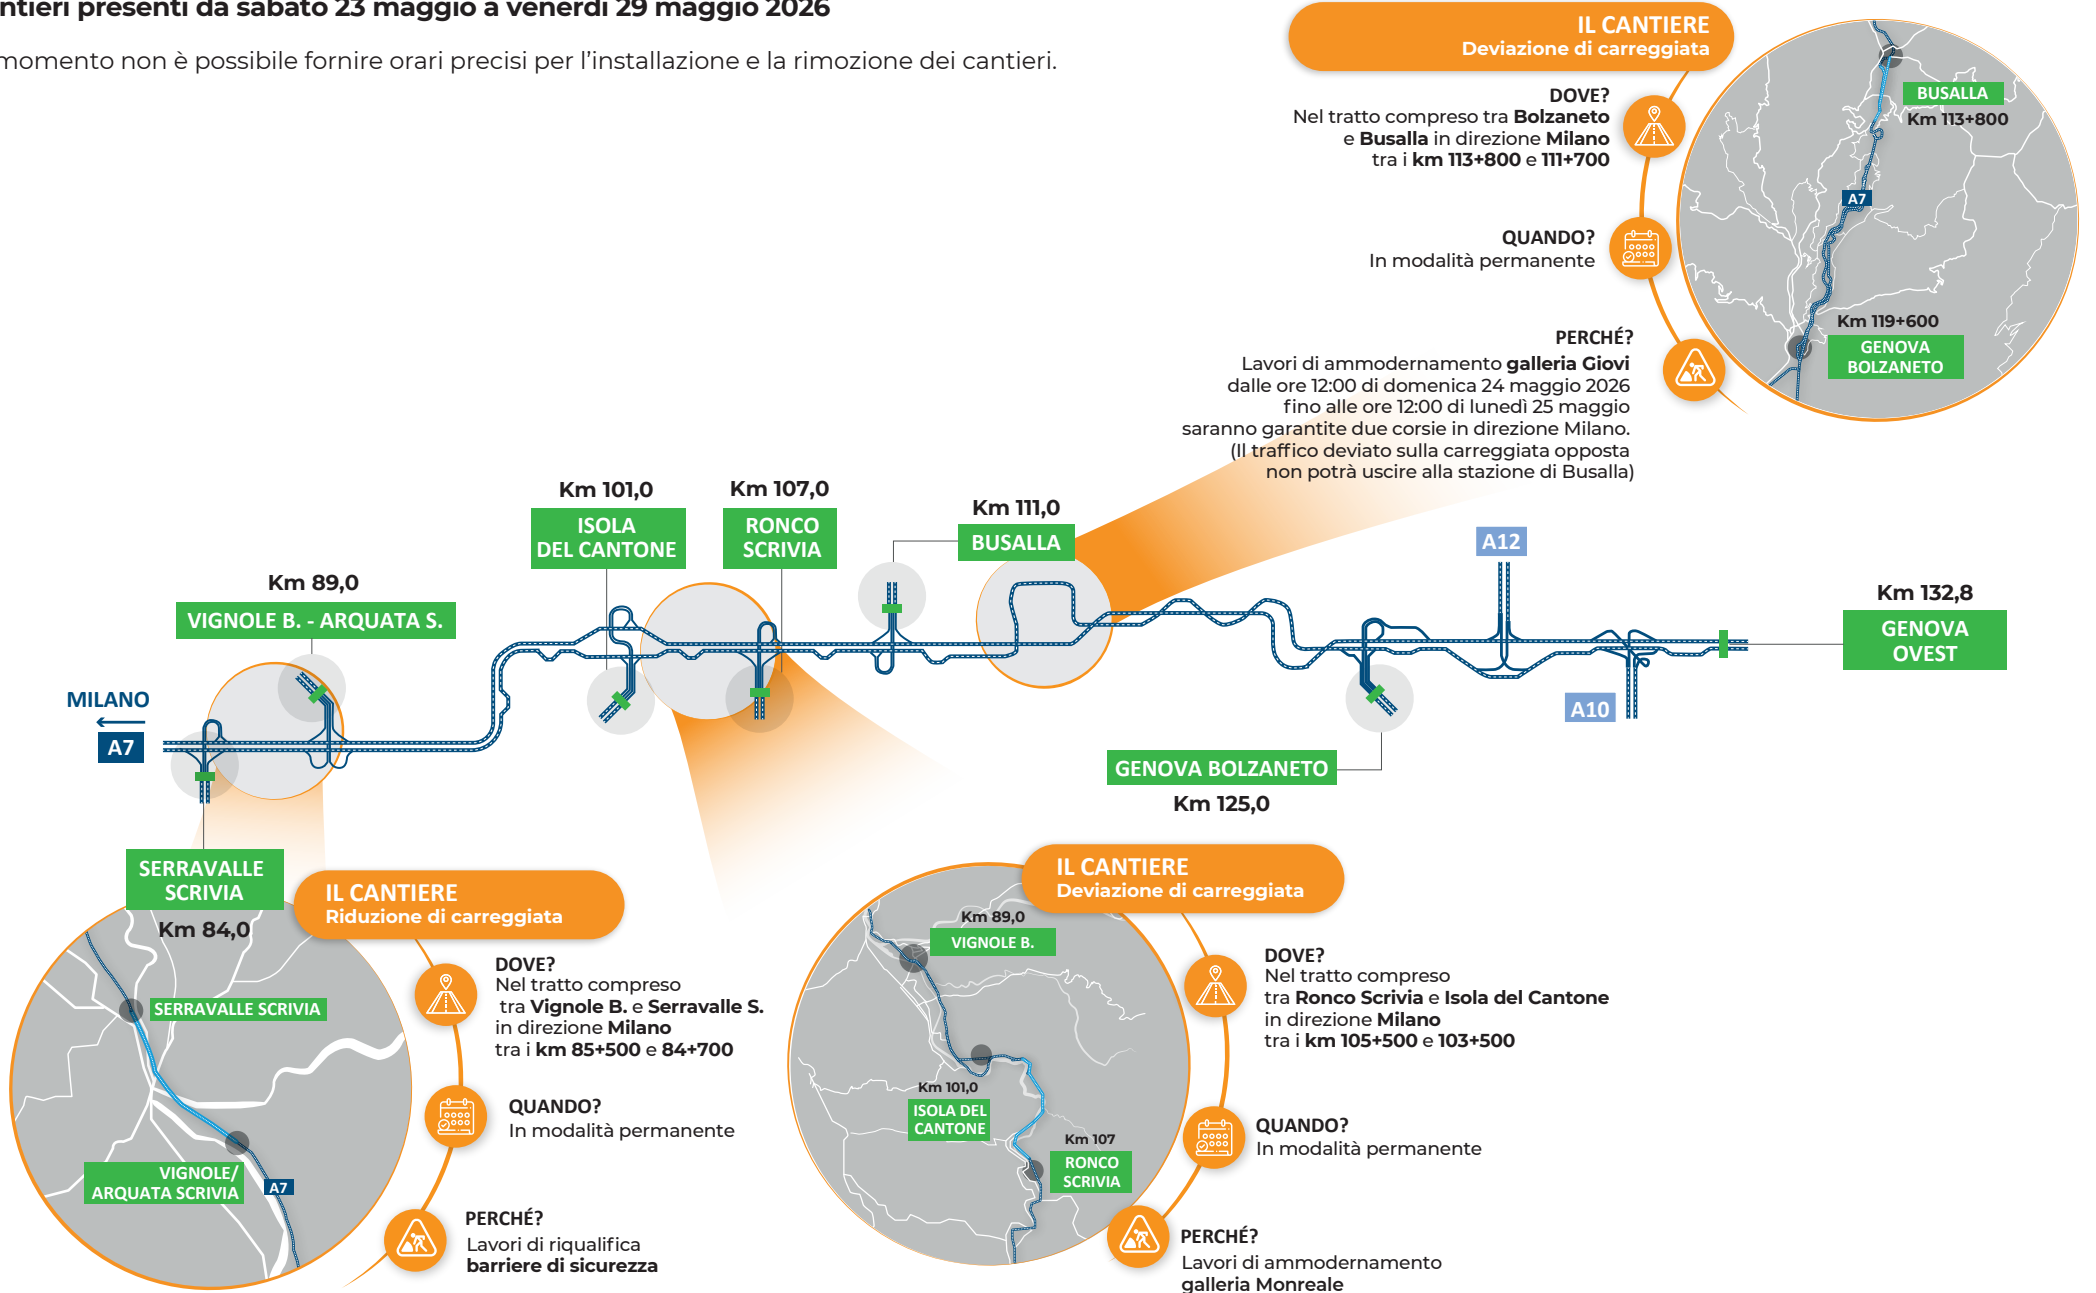 ntieri presenti da sabato 23 maggio a venerdì 29 maggio 2026
momento non è possibile fornire orari precisi per l'installazione e la rimozione dei cantieri.
IL CANTIERE
Deviazione di carreggiata
DOVE?
Nel tratto compreso tra Bolzaneto
e Busalla in direzione Milano
tra i km 113+800 e 111+700
QUANDO?
In modalità permanente
PERCHÉ?
Lavori di ammodernamento galleria Giovi
dalle ore 12:00 di domenica 24 maggio 2026
fino alle ore 12:00 di lunedì 25 maggio
saranno garantite due corsie in direzione Milano.
(Il traffico deviato sulla carreggiata opposta
non potrà uscire alla stazione di Busalla)
BUSALLA
Km 113+800
A7
Km 119+600
GENOVA
BOLZANETO
MILANO
A7
Km 89,0
VIGNOLE B. - ARQUATA S.
Km 101,0
ISOLA
DEL CANTONE
Km 107,0
RONCO
SCRIVIA
Km 111,0
BUSALLA
A12
Km 132,8
GENOVA
OVEST
A10
GENOVA BOLZANETO
Km 125,0
SERRAVALLE
SCRIVIA
Km 84,0
SERRAVALLE SCRIVIA
VIGNOLE/
ARQUATA SCRIVIA
A7
IL CANTIERE
Riduzione di carreggiata
DOVE?
Nel tratto compreso
tra Vignole B. e Serravalle S.
in direzione Milano
tra i km 85+500 e 84+700
QUANDO?
In modalità permanente
PERCHÉ?
Lavori di riqualifica
barriere di sicurezza
Km 89,0
VIGNOLE B.
Km 101,0
ISOLA DEL
CANTONE
Km 107
RONCO
SCRIVIA
IL CANTIERE
Deviazione di carreggiata
DOVE?
Nel tratto compreso
tra Ronco Scrivia e Isola del Cantone
in direzione Milano
tra i km 105+500 e 103+500
QUANDO?
In modalità permanente
PERCHÉ?
Lavori di ammodernamento
galleria Monreale